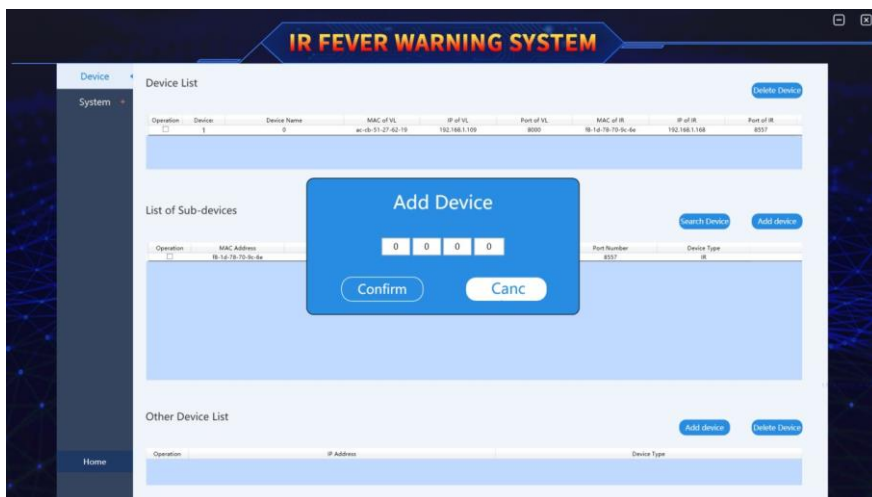 IR FEVER WARNING SYSTEM
Device
System
Home
Device List
Delete Device
Operation Device Device Name MAC of VL IP of VL Port of VL MAC of IR IP of IR Port of IR
1 0 ac-cb-51-27-62-19 192.168.1.109 8000 f8-1d-78-70-9c-6e 192.168.1.168 8557
List of Sub-devices
Search Device Add device
Operation MAC Address Port Number Device Type
f8-1d-78-70-9c-6e 8557 IR
Add Device
0 0 0 0
Confirm Canc
Other Device List
Add device Delete Device
Operation IP Address Device Type